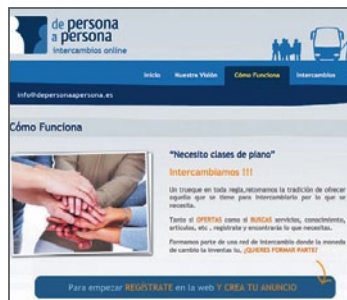 de persona
a persona
intercambios online
Inicio Nuestra Visión Cómo Funciona Intercambios
info@depersonaapersona.es
Cómo Funciona
"Necesito clases de piano"
Intercambiamos !!!
Un trueque en toda regla,retomamos la tradición de ofrecer
aquello que se tiene para intercambiarlo por lo que se
necesita.
Tanto si OFERTAS como si BUSCAS servicios, conocimiento,
artículos, etc , regístrate y encontrarás lo que necesitas.
Formamos parte de una red de intercambio donde la moneda
de cambio la inventas tu, ¿QUIERES FORMAR PARTE?
Para empezar REGÍSTRATE en la web Y CREA TU ANUNCIO